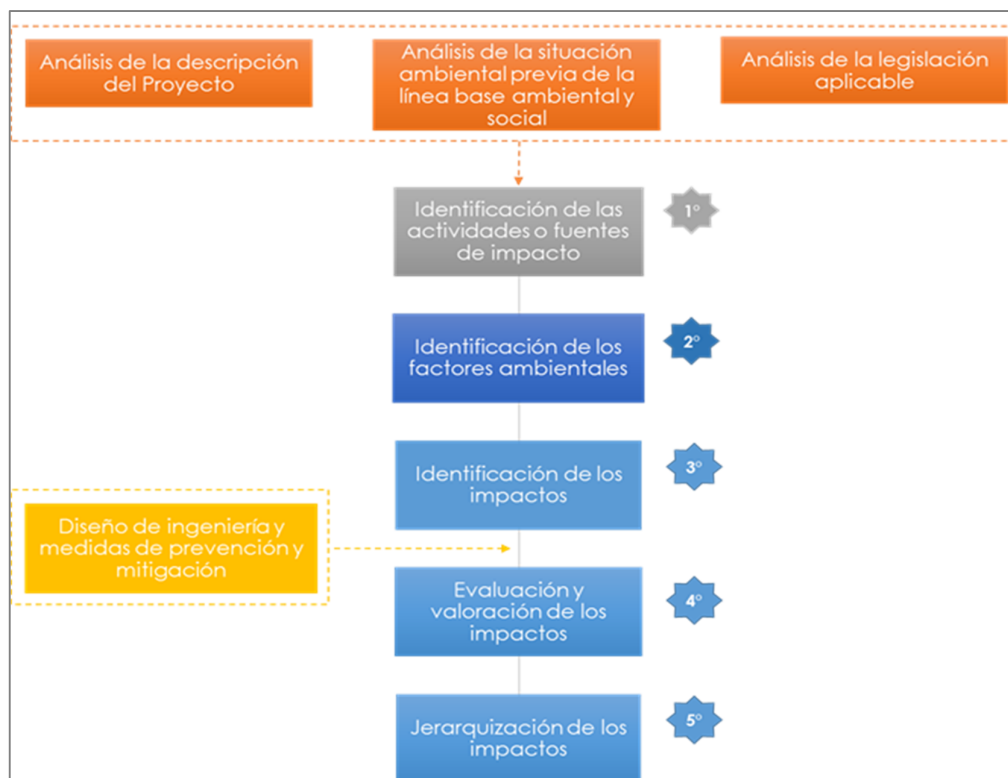 Análisis de la descripción
del Proyecto
Análisis de la situación
ambiental previa de la
línea base ambiental y
social
Análisis de la legislación
aplicable
Identificación de las
actividades o fuentes
de impacto
1°
Identificación de los
factores ambientales
2°
Identificación de los
impactos
3°
Diseño de ingeniería y
medidas de prevención y
mitigación
Evaluación y
valoración de los
impactos
4°
Jerarquización de los
impactos
5°